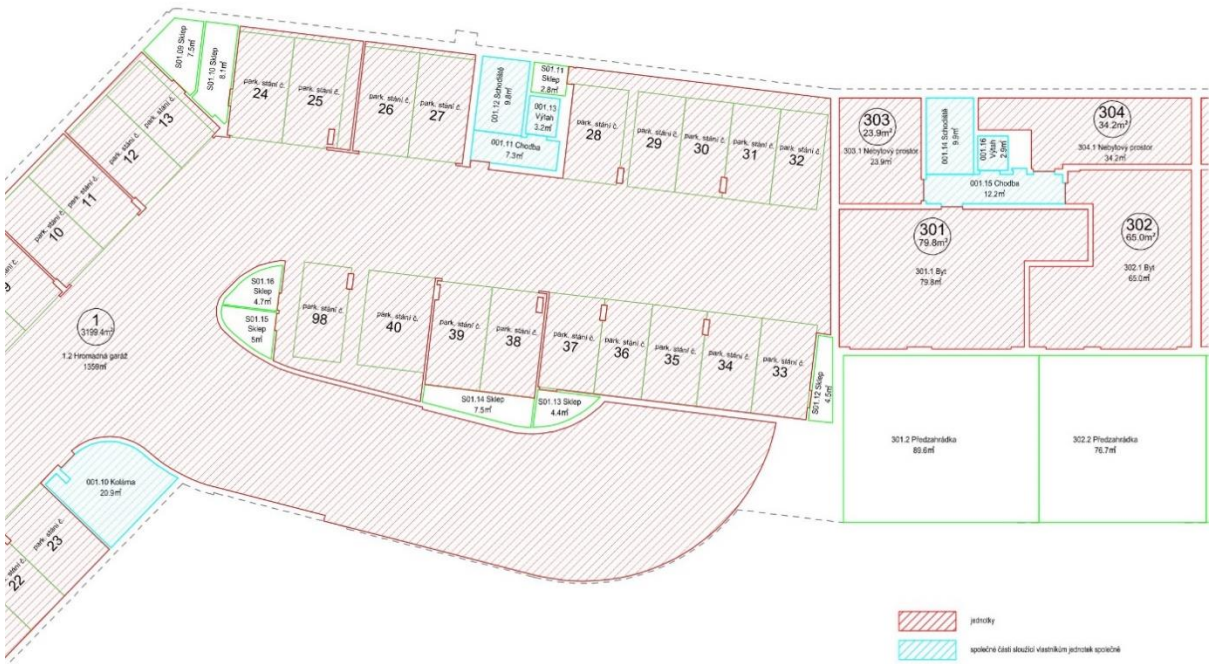 S01.09 Sklep
7.5m²
S01.10 Sklep
8.1m²
park. stání č.
24
park. stání č.
25
park. stání č.
26
park. stání č.
27
001.12 Schodiště
9.8m²
S01.11
Sklep
2.8m²
001.13
Výtah
3.2m²
001.11 Chodba
7.3m²
park. stání č.
28
park. stání č.
29
park. stání č.
30
park. stání č.
31
park. stání č.
32
303
23.9m²
303.1 Nebytový prostor
23.9m²
001.14 Schodiště
9.9m²
001.16
Výtah
2.9m²
304
34.2m²
304.1 Nebytový prostor
34.2m²
001.15 Chodba
12.2m²
301
79.8m²
301.1 Byt
79.8m²
302
65.0m²
302.1 Byt
65.0m²
park. stání č.
13
park. stání č.
12
park. stání č.
11
park. stání č.
10
9
1
3199.4m²
1.2 Hromadná garáž
1359m²
S01.16
Sklep
4.7m²
S01.15
Sklep
5m²
park. stání č.
98
park. stání č.
40
park. stání č.
39
park. stání č.
38
park. stání č.
37
park. stání č.
36
park. stání č.
35
park. stání č.
34
park. stání č.
33
S01.14 Sklep
7.5m²
S01.13 Sklep
4.4m²
S01.12 Sklep
4.5m²
301.2 Předzahrádka
89.6m²
302.2 Předzahrádka
76.7m²
001.10 Kolárna
20.9m²
park. stání č.
23
stání č.
22
jednotky
společné části sloužící vlastníkům jednotek společně